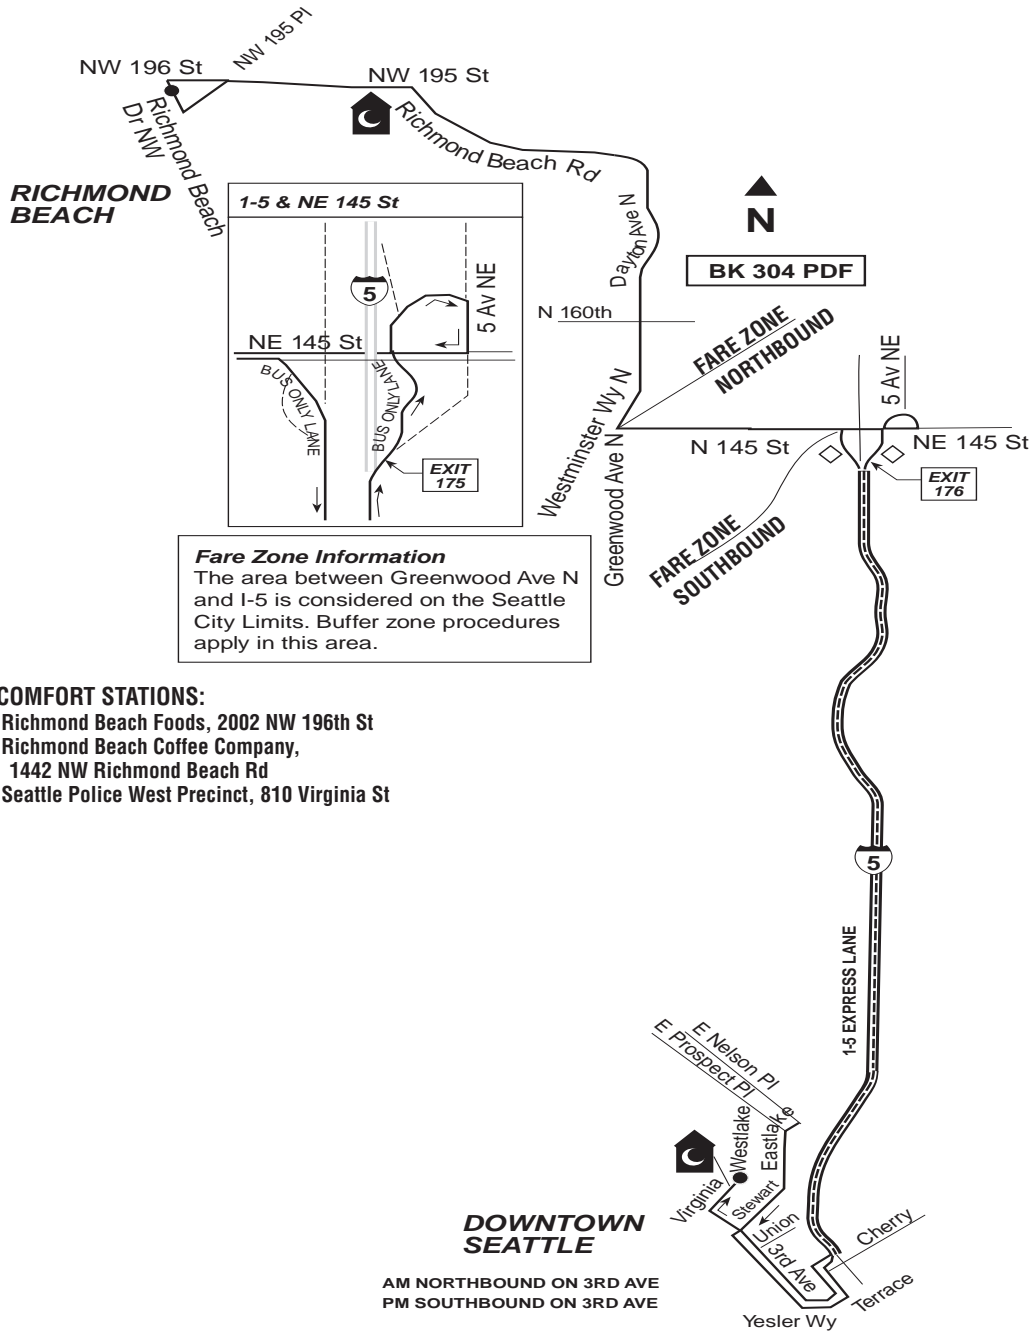 NW 196 St
NW 195 Pl
NW 195 St
Richmond Beach
Dr NW
Richmond Beach Rd
RICHMOND
BEACH
1-5 & NE 145 St
5
5 Av NE
NE 145 St
BUS ONLY LANE
BUS ONLY LANE
EXIT
175
Dayton Ave N
N
BK 304 PDF
N 160th
FARE ZONE
NORTHBOUND
Westminster Wy N
Greenwood Ave N
N 145 St
5 Av NE
NE 145 St
EXIT
176
FARE ZONE
SOUTHBOUND
Fare Zone Information
The area between Greenwood Ave N
and I-5 is considered on the Seattle
City Limits. Buffer zone procedures
apply in this area.
COMFORT STATIONS:
Richmond Beach Foods, 2002 NW 196th St
Richmond Beach Coffee Company,
1442 NW Richmond Beach Rd
Seattle Police West Precinct, 810 Virginia St
5
1-5 EXPRESS LANE
E Nelson Pl
E Prospect Pl
Westlake
Eastlake
Virginia
Stewart
Union
3rd Ave
Cherry
Terrace
Yesler Wy
DOWNTOWN
SEATTLE
AM NORTHBOUND ON 3RD AVE
PM SOUTHBOUND ON 3RD AVE